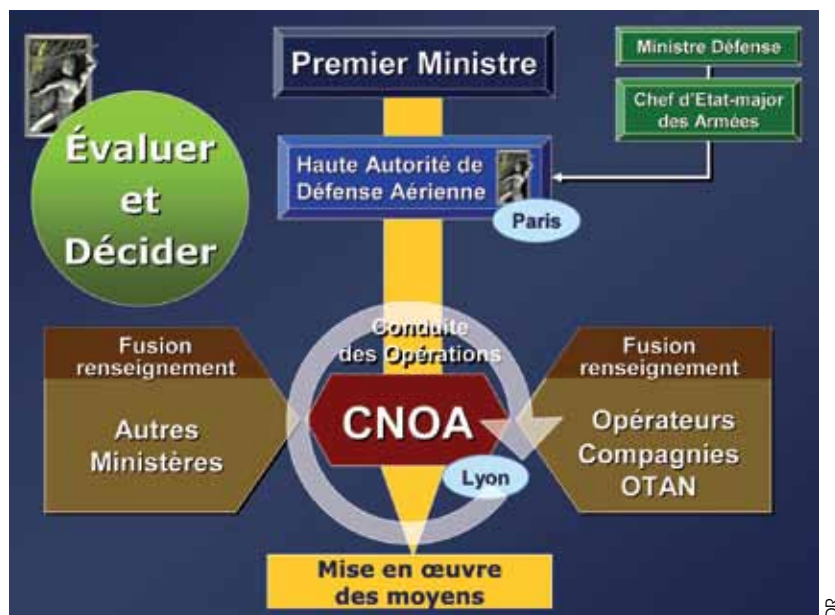 Premier Ministre
Ministre Défense
Chef d'Etat-major
des Armées
Évaluer
et
Décider
Haute Autorité de
Défense Aérienne
Paris
Conduite
des Opérations
Fusion
renseignement
Autres
Ministères
CNOA
Lyon
Fusion
renseignement
Opérateurs
Compagnies
OTAN
Mise en œuvre
des moyens
DR